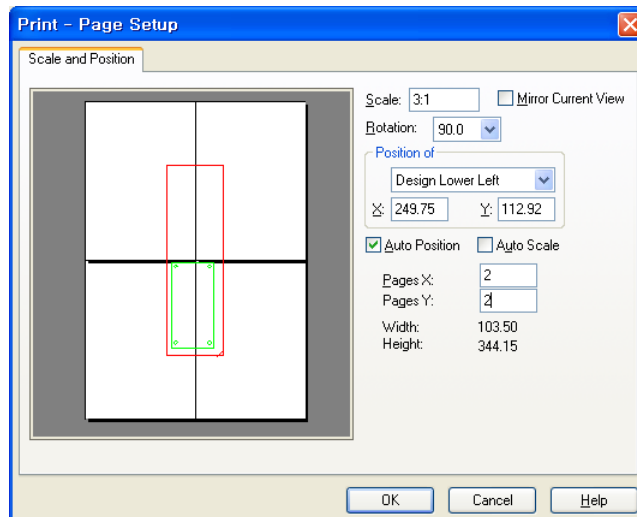 Print - Page Setup
Scale and Position
Scale: 3:1 Mirror Current View
Rotation: 90.0
Position of
Design Lower Left
X: 249.75 Y: 112.92
Auto Position Auto Scale
Pages X: 2
Pages Y: 2
Width: 103.50
Height: 344.15
OK Cancel Help